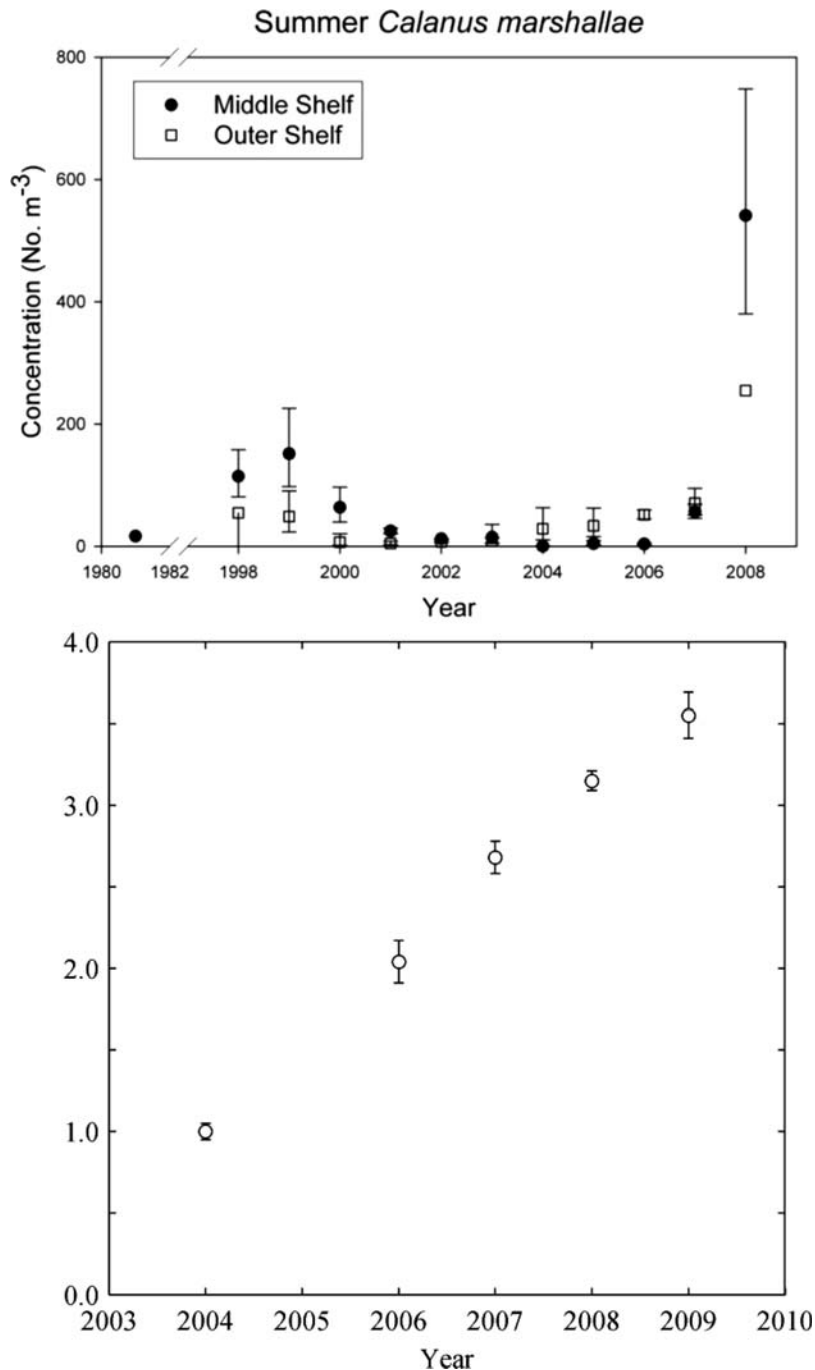 Summer Calanus marshallae
800
Middle Shelf
Outer Shelf
600
Concentration (No. m-3)
400
200
0
1980 1982 1998 2000 2002 2004 2006 2008
Year
4.0
3.0
2.0
1.0
0.0
2003 2004 2005 2006 2007 2008 2009 2010
Year